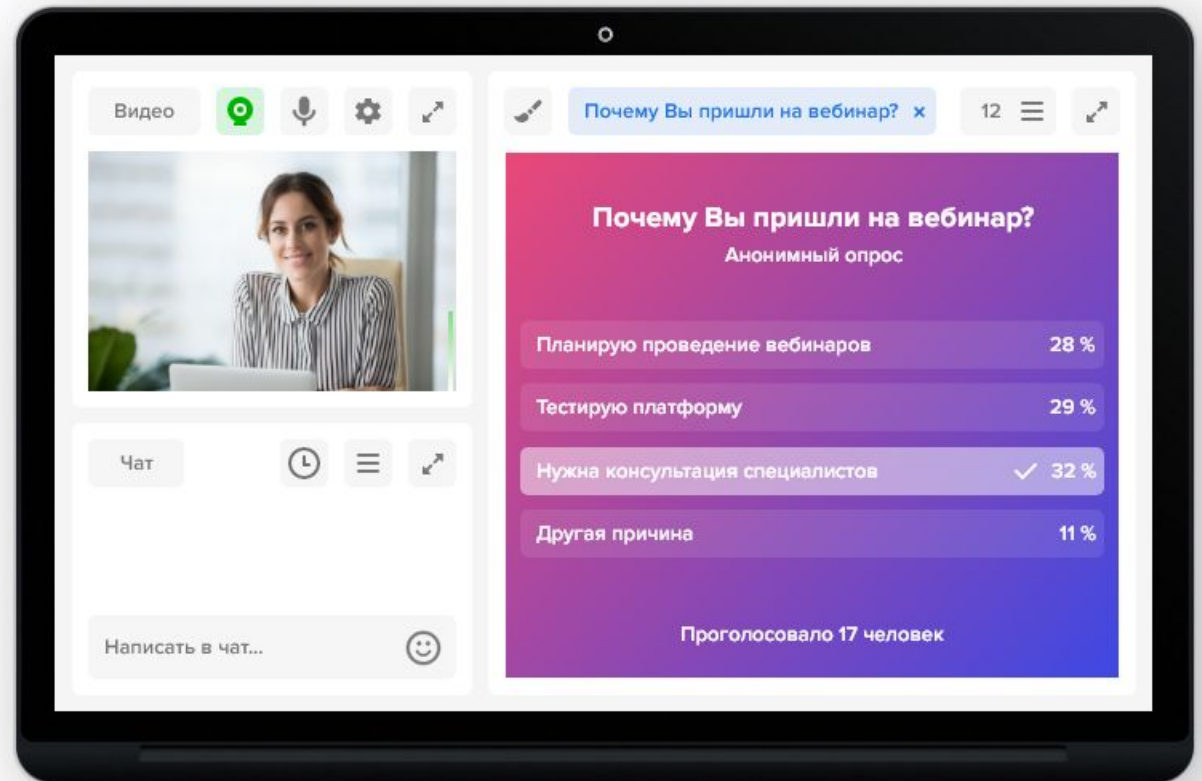 Видео
Почему Вы пришли на вебинар? ×
12
Почему Вы пришли на вебинар?
Анонимный опрос
Планирую проведение вебинаров 28 %
Тестирую платформу 29 %
Нужна консультация специалистов 32 %
Другая причина 11 %
Проголосовало 17 человек
Чат
Написать в чат...